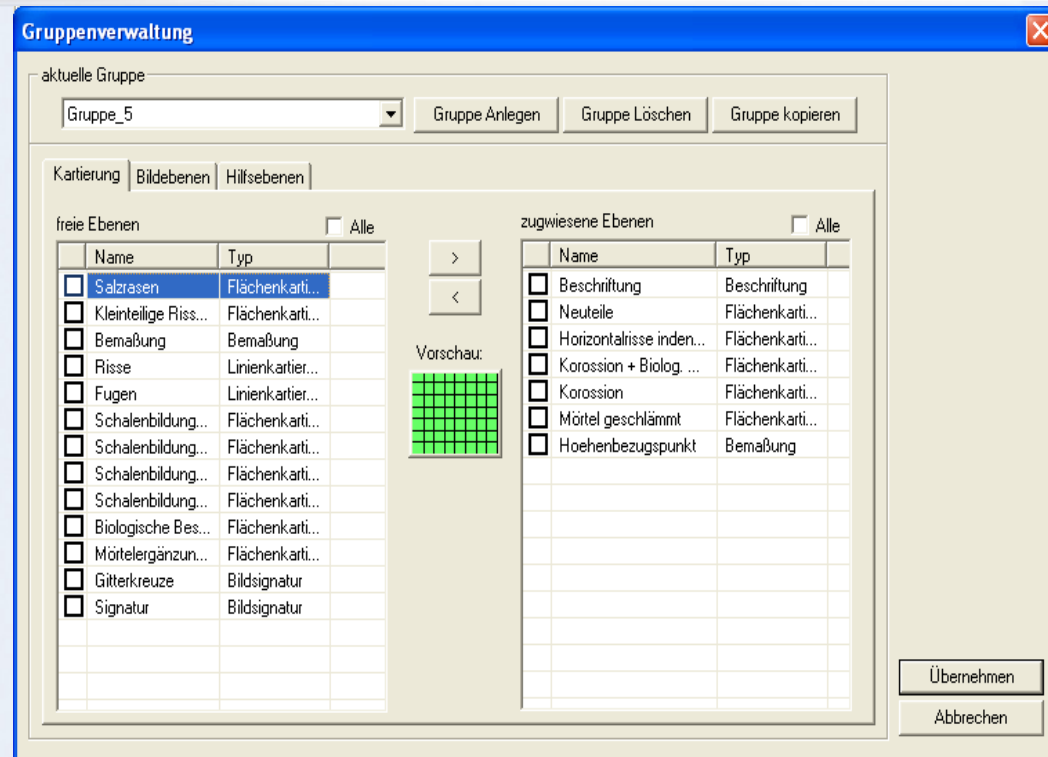 Gruppenverwaltung
aktuelle Gruppe
Gruppe_5
Gruppe Anlegen
Gruppe Löschen
Gruppe kopieren
Kartierung
Bildebenen
Hilfsebenen
freie Ebenen
Alle
Name Typ
Salzrasen Flächenkarti...
Kleinteilige Riss... Flächenkarti...
Bemaßung Bemaßung
Risse Linienkartier...
Fugen Linienkartier...
Schalenbildung... Flächenkarti...
Schalenbildung... Flächenkarti...
Schalenbildung... Flächenkarti...
Schalenbildung... Flächenkarti...
Biologische Bes... Flächenkarti...
Mörtelergänzun... Flächenkarti...
Gitterkreuze Bildsignatur
Signatur Bildsignatur
>
<
Vorschau:
zugwiesene Ebenen
Alle
Name Typ
Beschriftung Beschriftung
Neuteile Flächenkarti...
Horizontalrisse inden... Flächenkarti...
Korossion + Biolog. ... Flächenkarti...
Korossion Flächenkarti...
Mörtel geschlämmt Flächenkarti...
Hoehenbezugspunkt Bemaßung
Übernehmen
Abbrechen